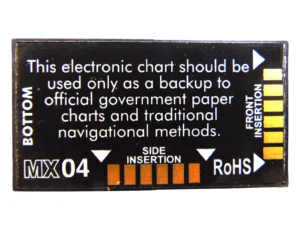 This electronic chart should be
used only as a backup to
official government paper
charts and traditional
navigational methods.
BOTTOM
FRONT
INSERTION
MX04
SIDE
INSERTION
RoHS